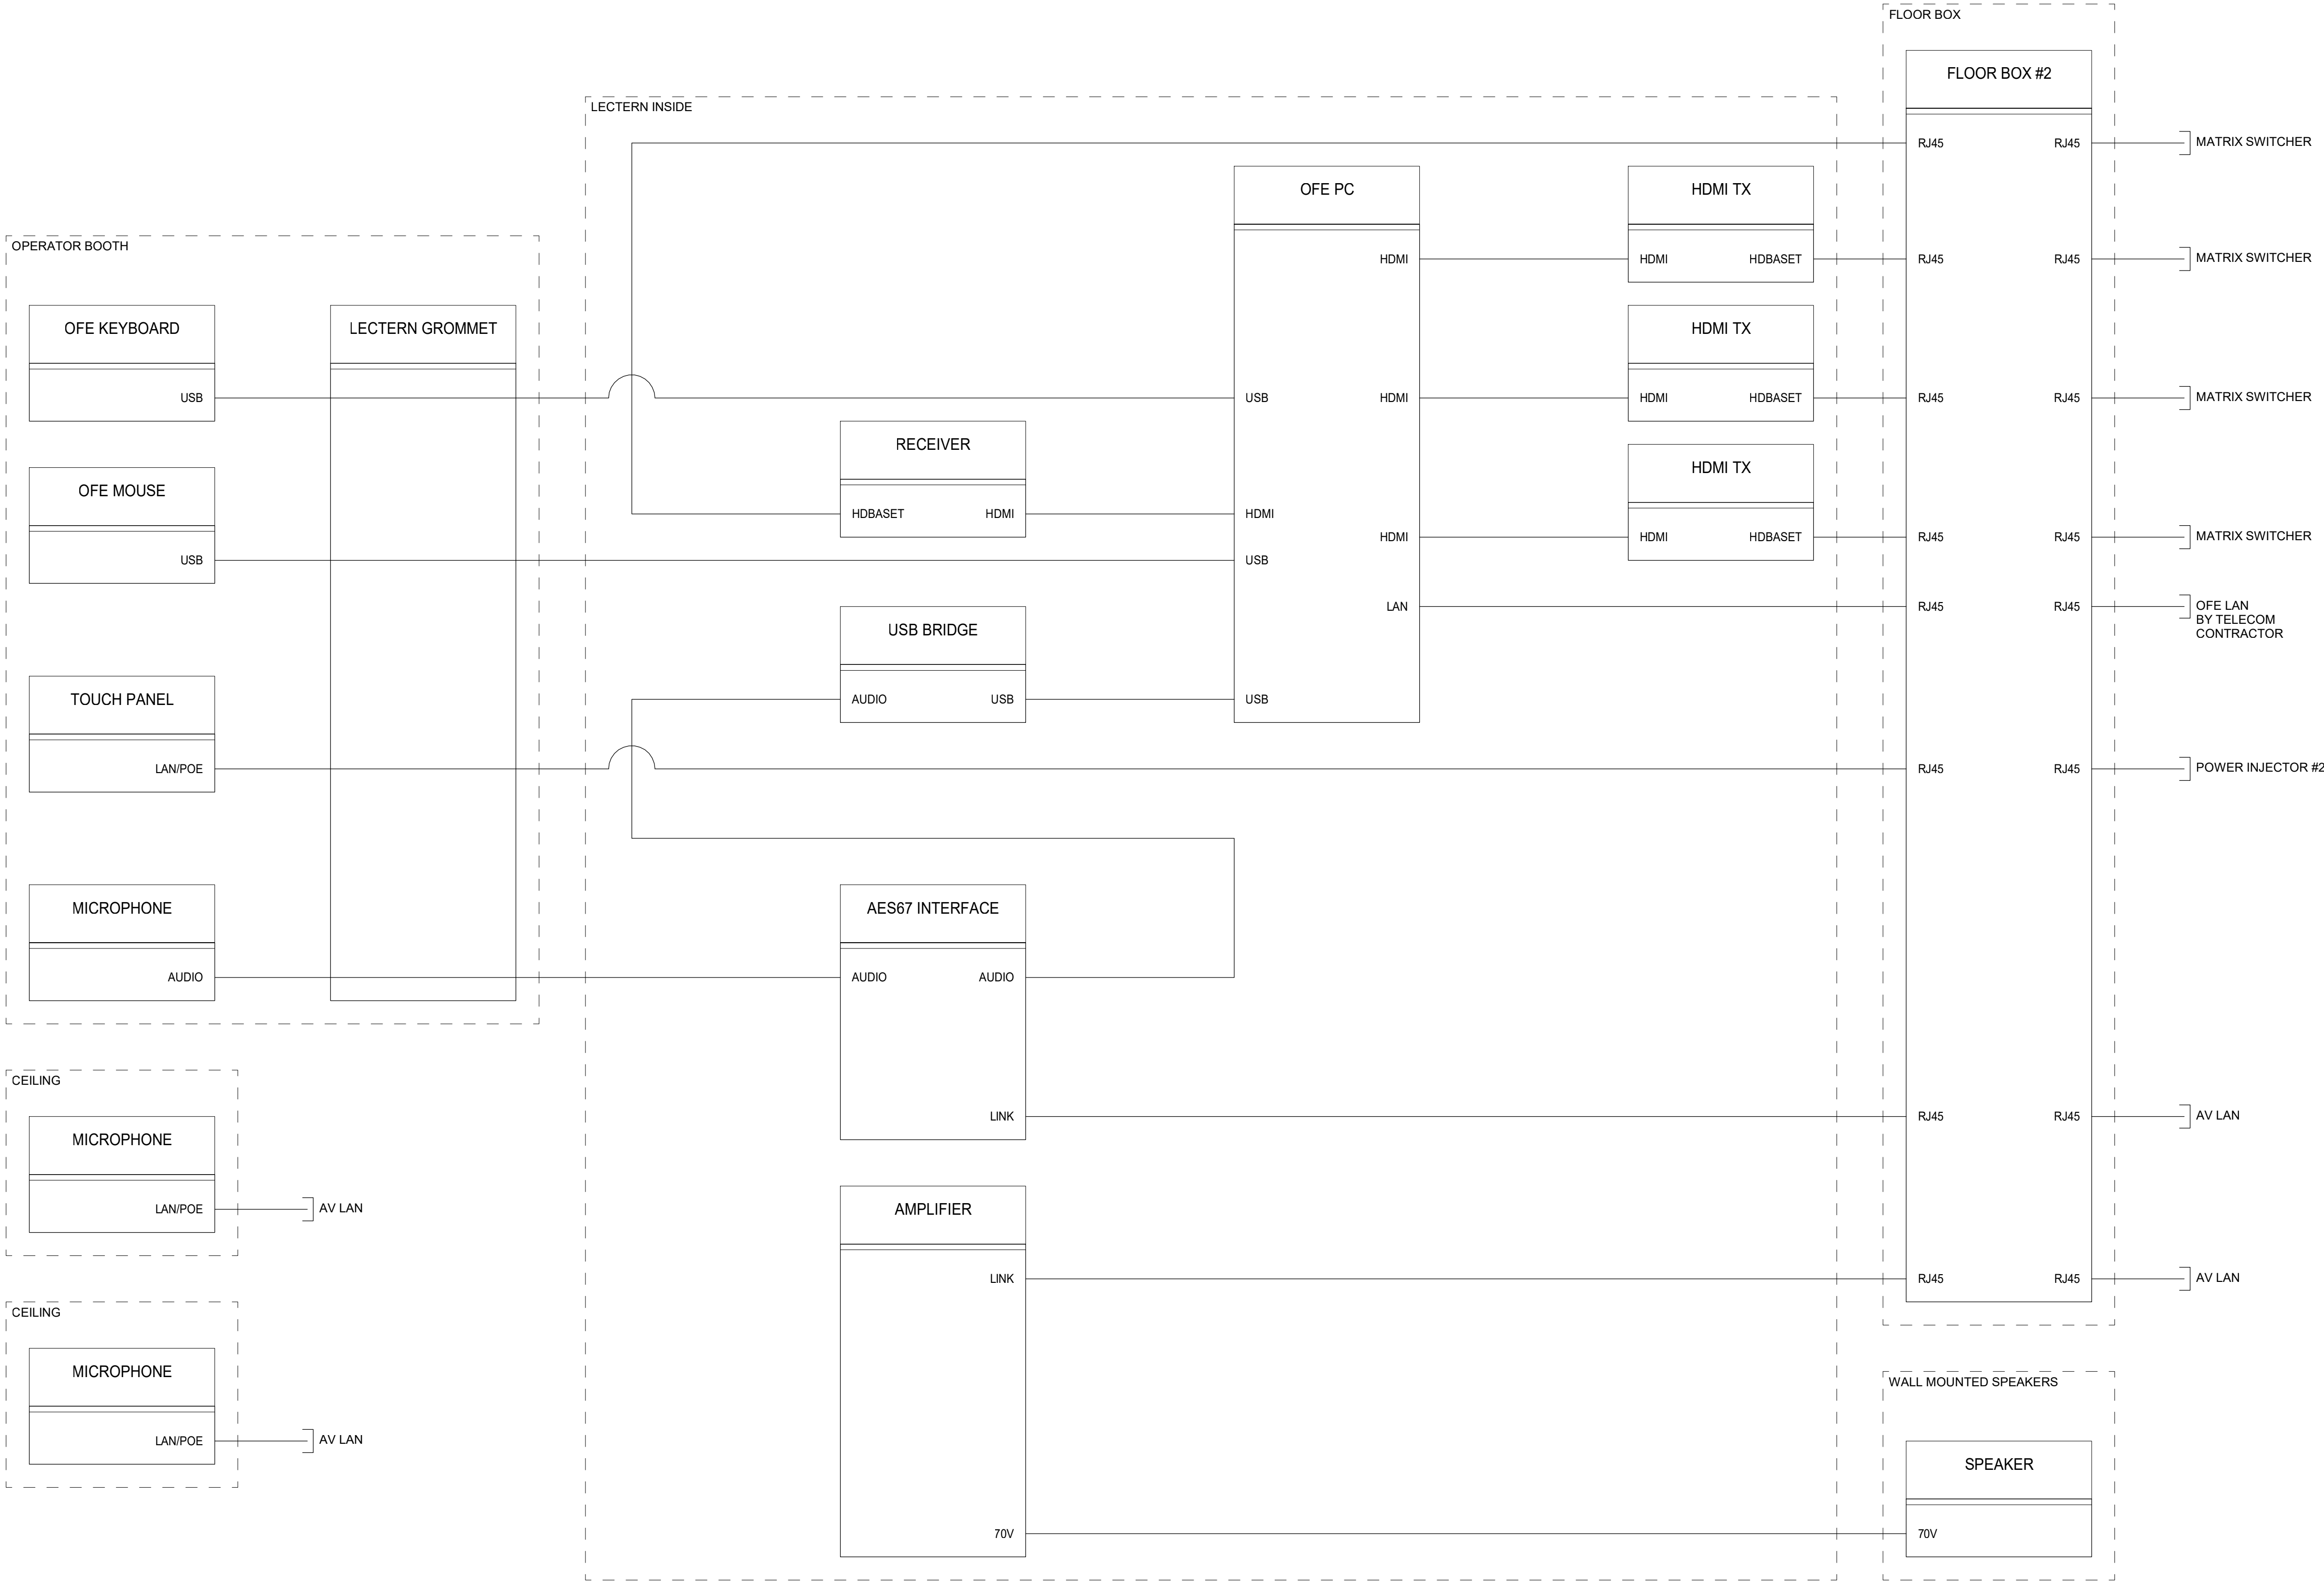 FLOOR BOX
FLOOR BOX #2
RJ45
RJ45
MATRIX SWITCHER
RJ45
RJ45
MATRIX SWITCHER
RJ45
RJ45
MATRIX SWITCHER
RJ45
RJ45
MATRIX SWITCHER
RJ45
RJ45
OFE LAN
BY TELECOM
CONTRACTOR
RJ45
RJ45
POWER INJECTOR #2
RJ45
RJ45
AV LAN
RJ45
RJ45
AV LAN
LECTERN INSIDE
OFE PC
HDMI
USB
HDMI
HDMI
HDMI
USB
LAN
USB
HDMI TX
HDMI
HDBASET
HDMI TX
HDMI
HDBASET
HDMI TX
HDMI
HDBASET
RECEIVER
HDBASET
HDMI
USB BRIDGE
AUDIO
USB
AES67 INTERFACE
AUDIO
AUDIO
LINK
AMPLIFIER
LINK
70V
OPERATOR BOOTH
OFE KEYBOARD
USB
LECTERN GROMMET
OFE MOUSE
USB
TOUCH PANEL
LAN/POE
MICROPHONE
AUDIO
CEILING
MICROPHONE
LAN/POE
AV LAN
CEILING
MICROPHONE
LAN/POE
AV LAN
WALL MOUNTED SPEAKERS
SPEAKER
70V